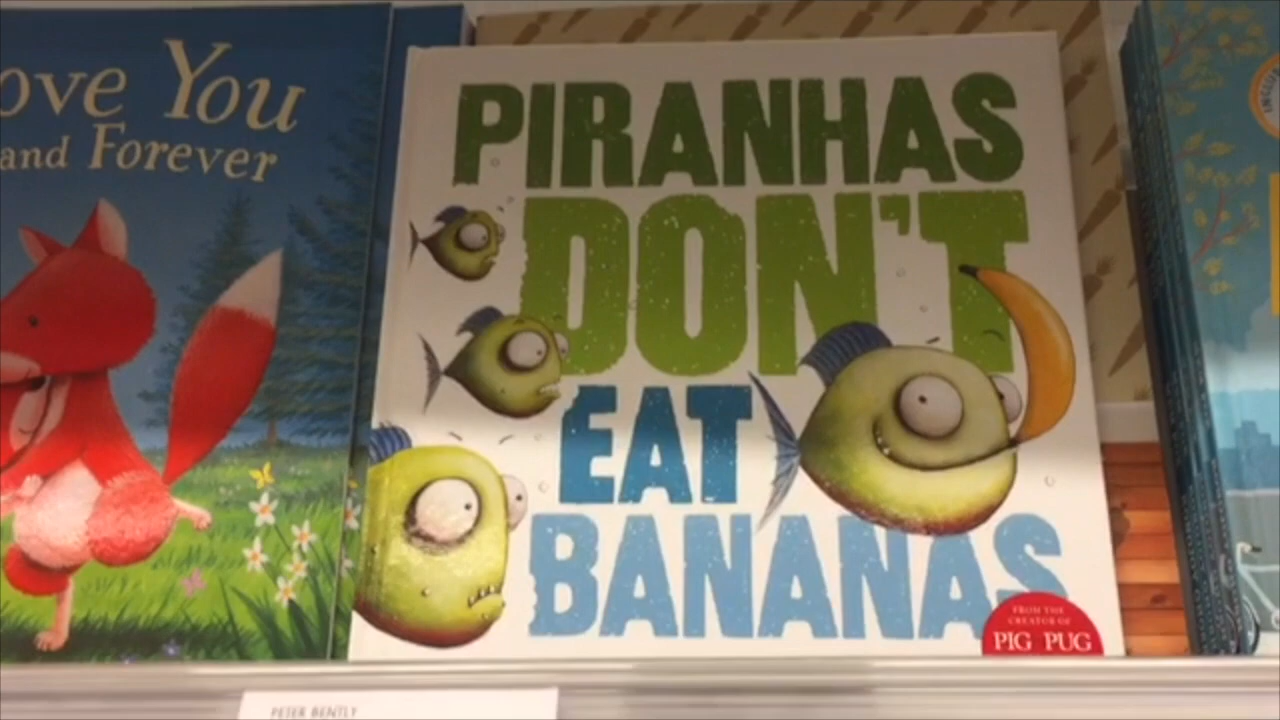 ove You
and Forever
PIRANHAS
DON'T
EAT
BANANAS
FROM THE
CREATOR OF
PIG PUG
PETER BENTLY